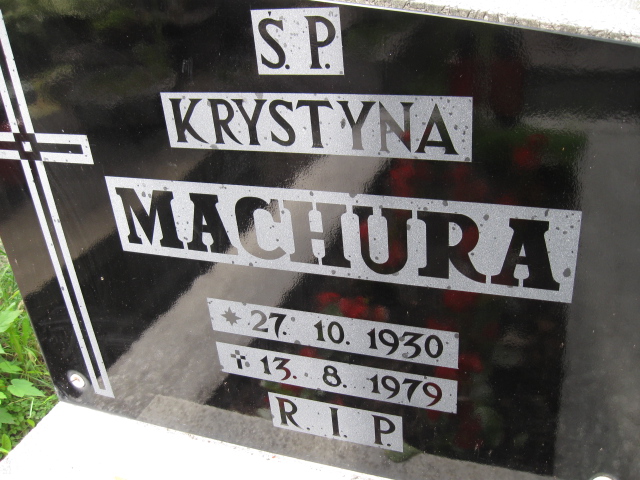 Ś. P.
KRYSTYNA
MACHURA
* 27. 10. 1930
✝ 13. 8. 1979
R. I. P.